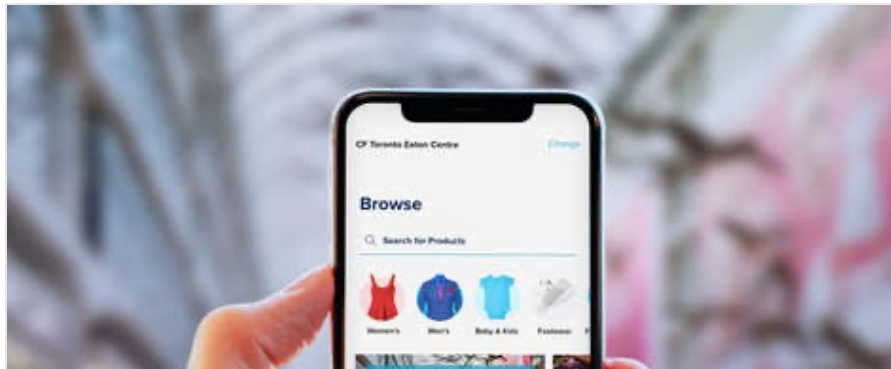 CF Toronto Eaton Centre Change
Browse
Search for Products
Women's Men's Baby & Kids Footwear